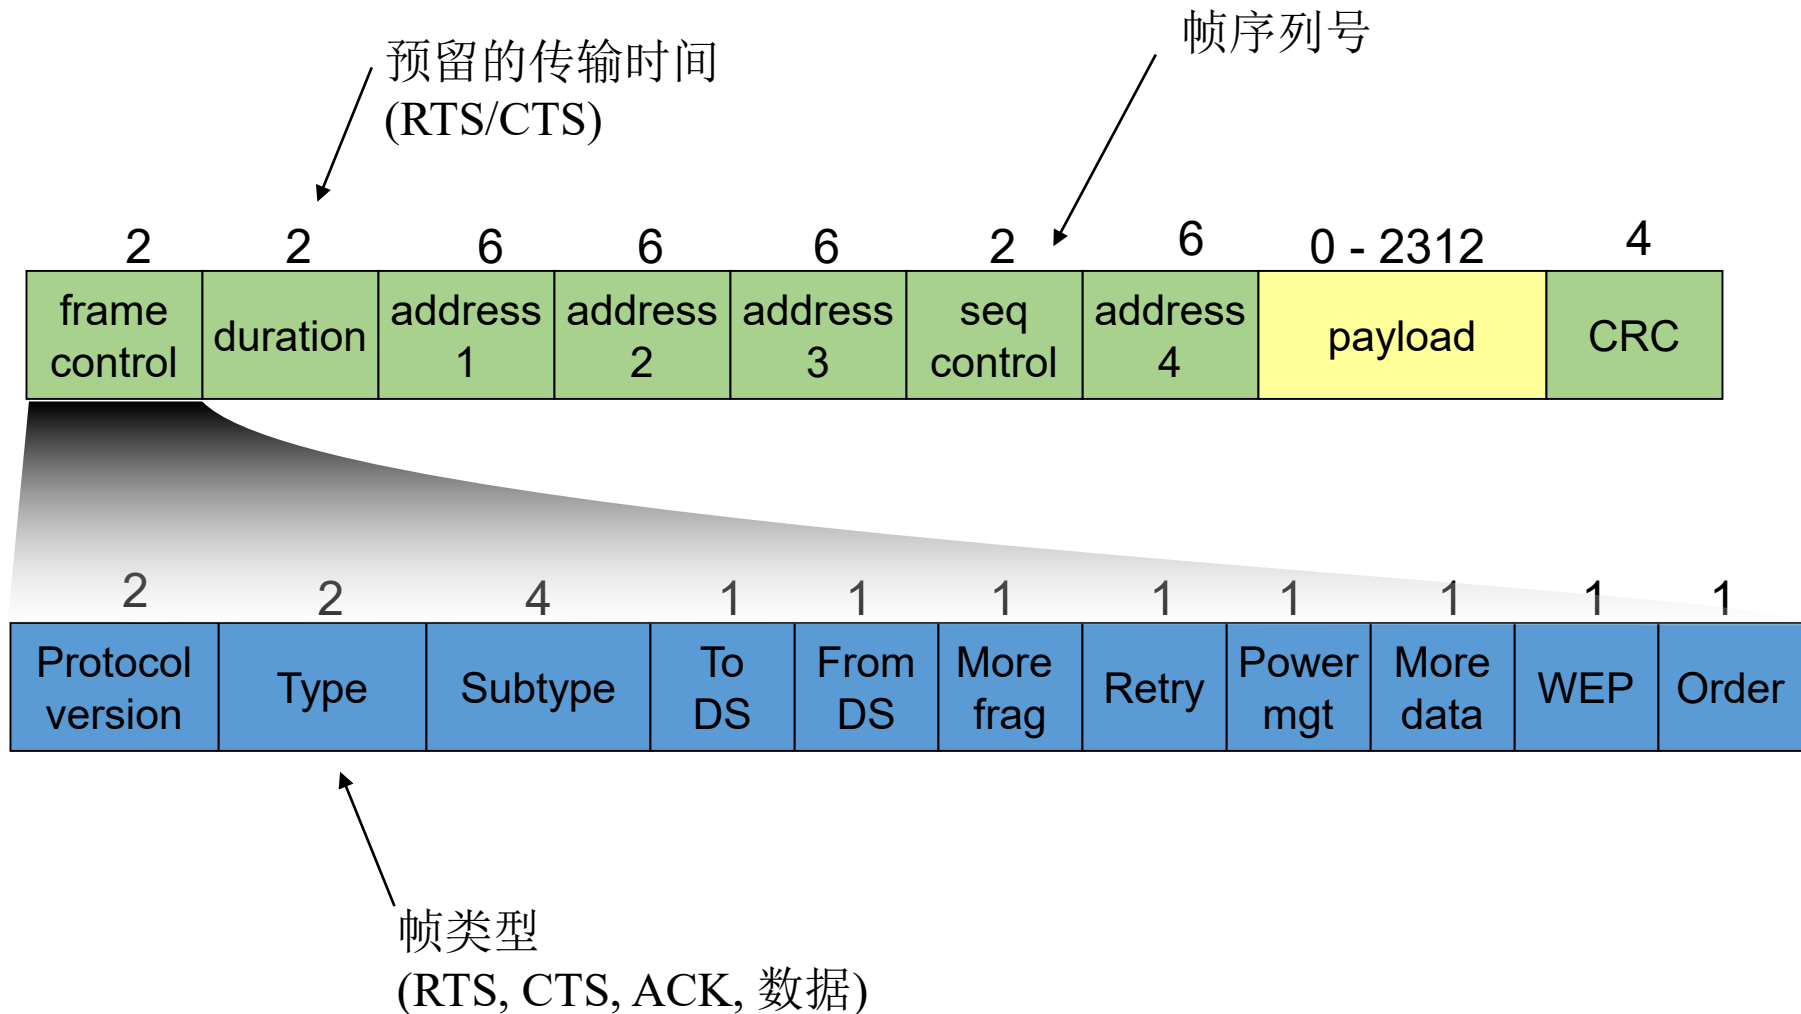 预留的传输时间
(RTS/CTS)
帧序列号
2 2 6 6 6 2 6 0 - 2312 4
frame control duration address 1 address 2 address 3 seq control address 4 payload CRC
2 2 4 1 1 1 1 1 1 1 1
Protocol version Type Subtype To DS From DS More frag Retry Power mgt More data WEP Order
帧类型
(RTS, CTS, ACK, 数据)